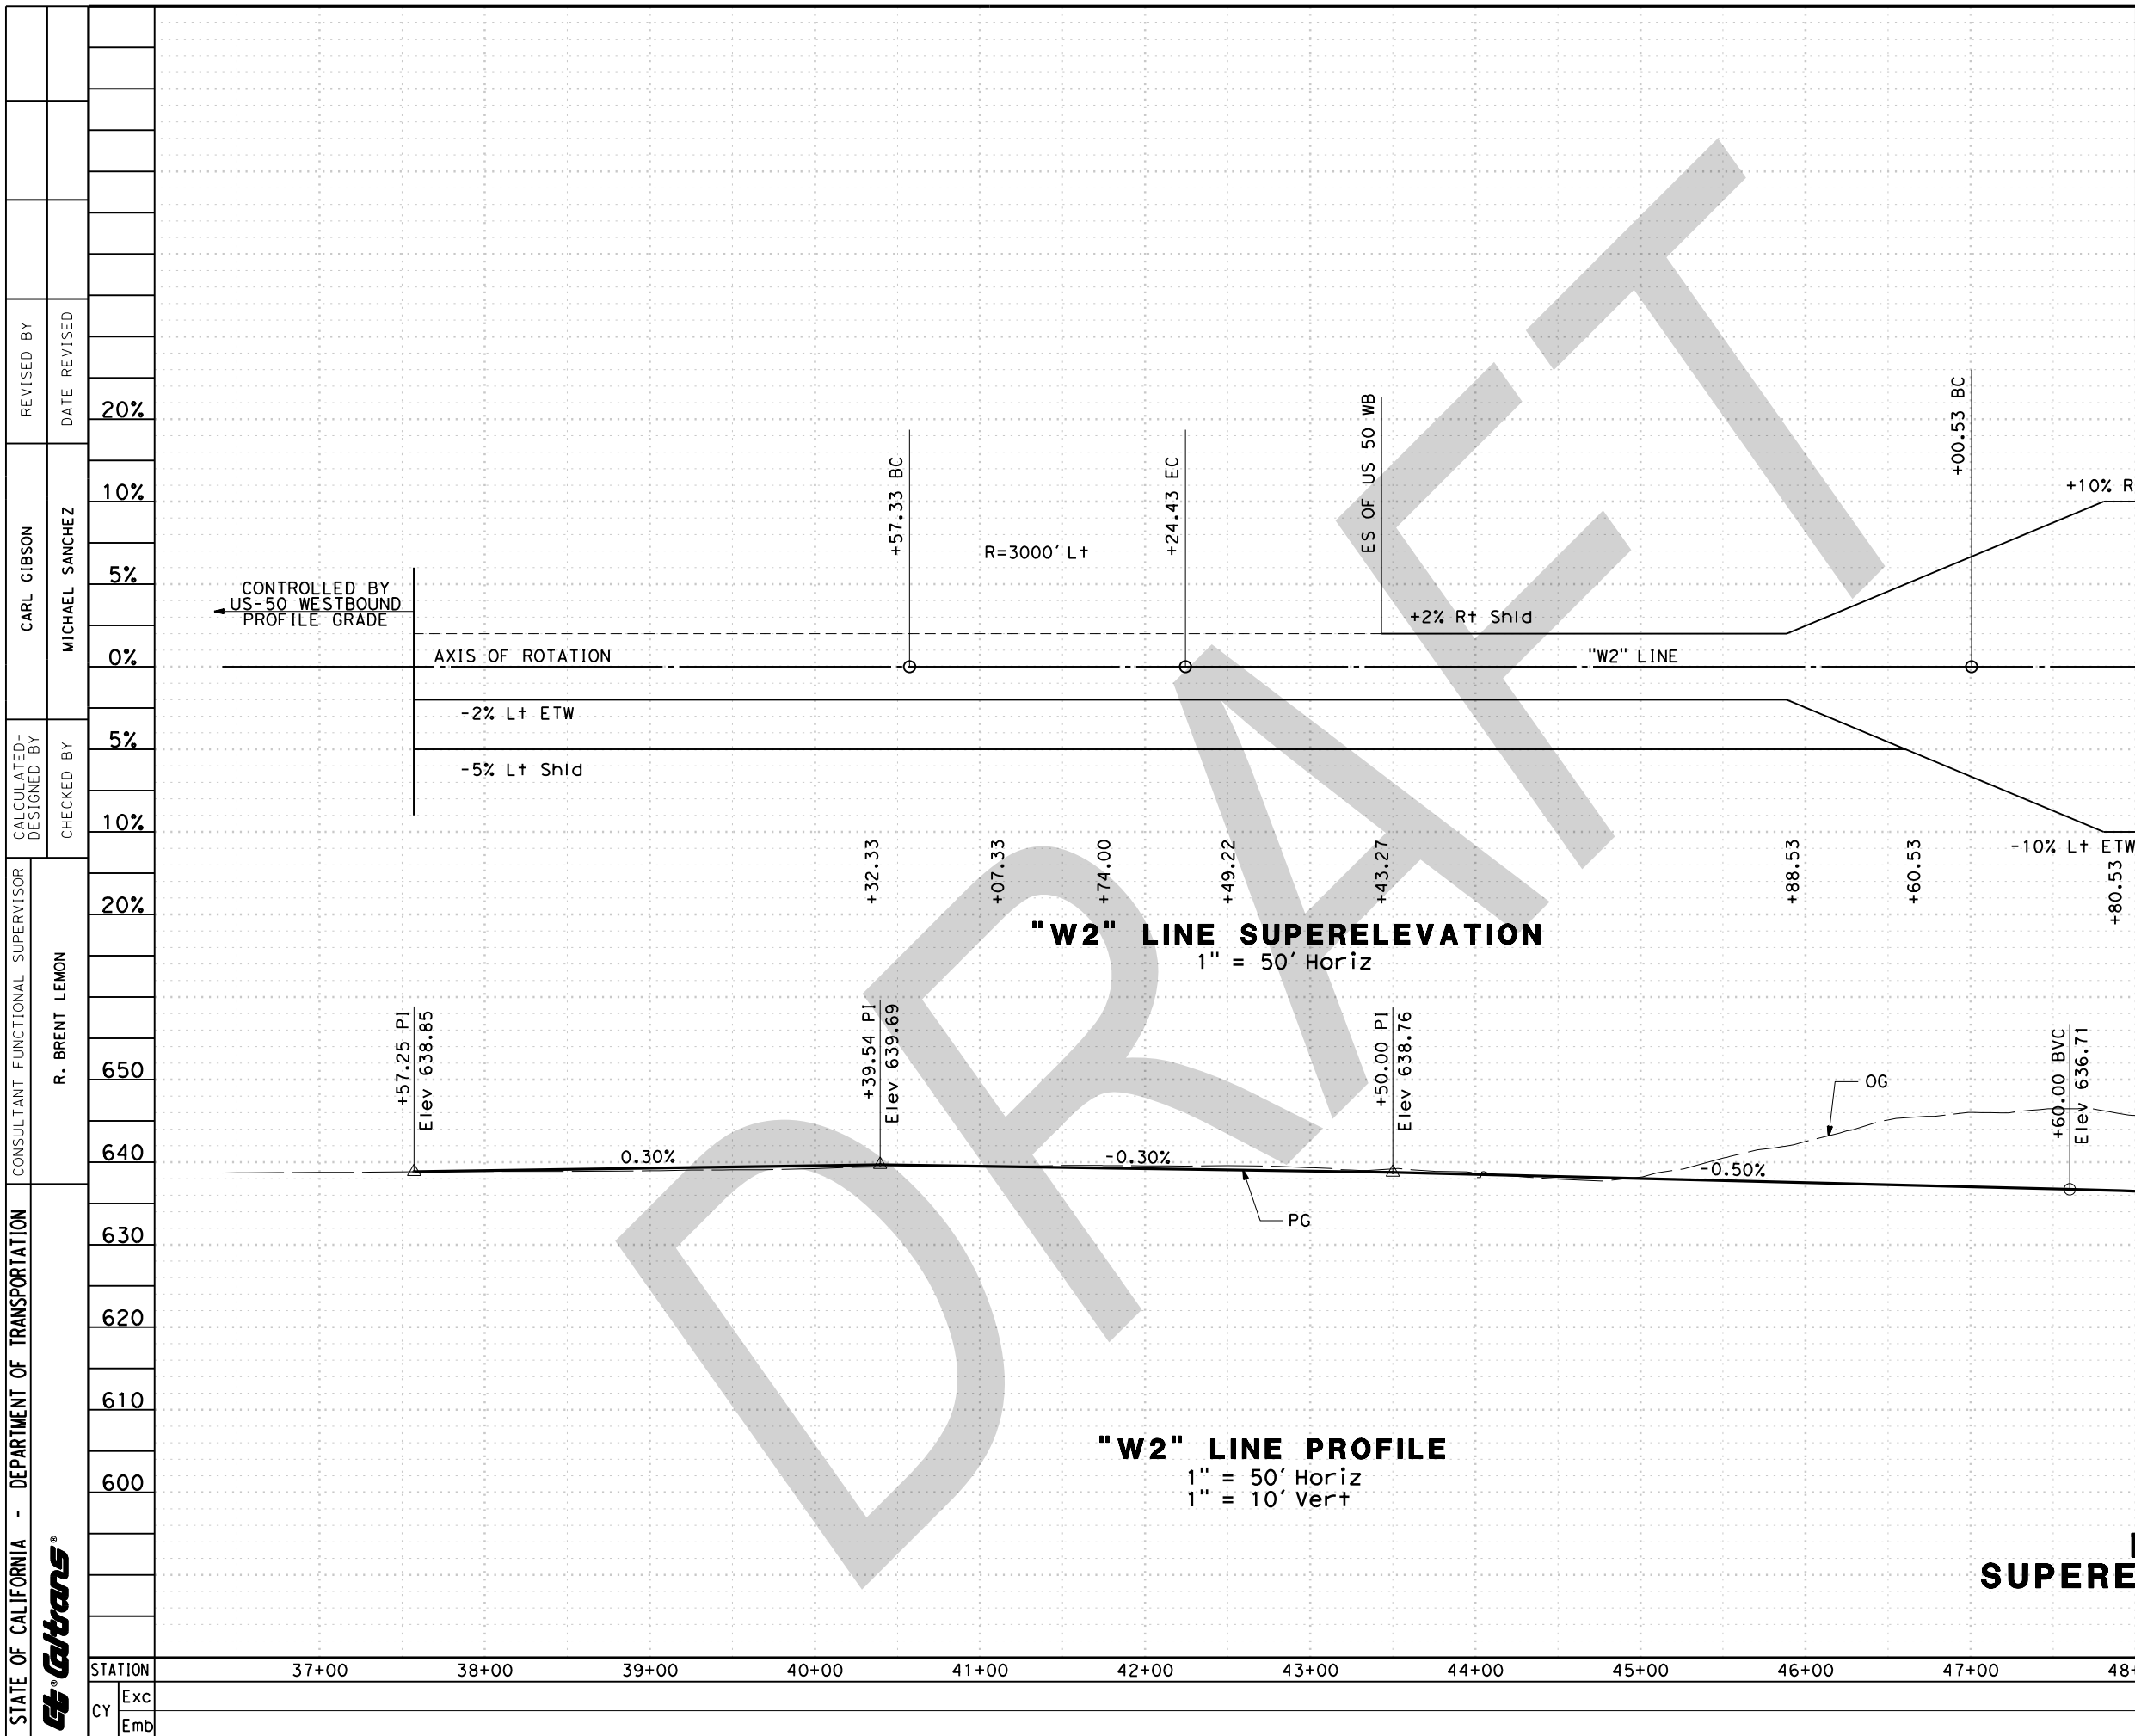 REVISED BY
DATE REVISED
CARL GIBSON
MICHAEL SANCHEZ
CALCULATED-
DESIGNED BY
CHECKED BY
CONSULTANT FUNCTIONAL SUPERVISOR
R. BRENT LEMON
STATE OF CALIFORNIA - DEPARTMENT OF TRANSPORTATION
Caltrans
20%
10%
5%
0%
5%
10%
20%
650
640
630
620
610
600
CONTROLLED BY
US-50 WESTBOUND
PROFILE GRADE
AXIS OF ROTATION
-2% Lt ETW
-5% Lt Shld
+57.33 BC
R=3000' Lt
+24.43 EC
ES OF US 50 WB
+2% Rt Shld
"W2" LINE
+00.53 BC
+10% R
-10% Lt ETW
+32.33
+07.33
+74.00
+49.22
+43.27
+88.53
+60.53
+80.53
"W2" LINE SUPERELEVATION
1" = 50' Horiz
+57.25 PI
Elev 638.85
+39.54 PI
Elev 639.69
+50.00 PI
Elev 638.76
+60.00 BVC
Elev 636.71
0.30%
-0.30%
-0.50%
OG
PG
"W2" LINE PROFILE
1" = 50' Horiz
1" = 10' Vert
SUPERE
DRAFT
STATION
37+00
38+00
39+00
40+00
41+00
42+00
43+00
44+00
45+00
46+00
47+00
48+
CY
Exc
Emb